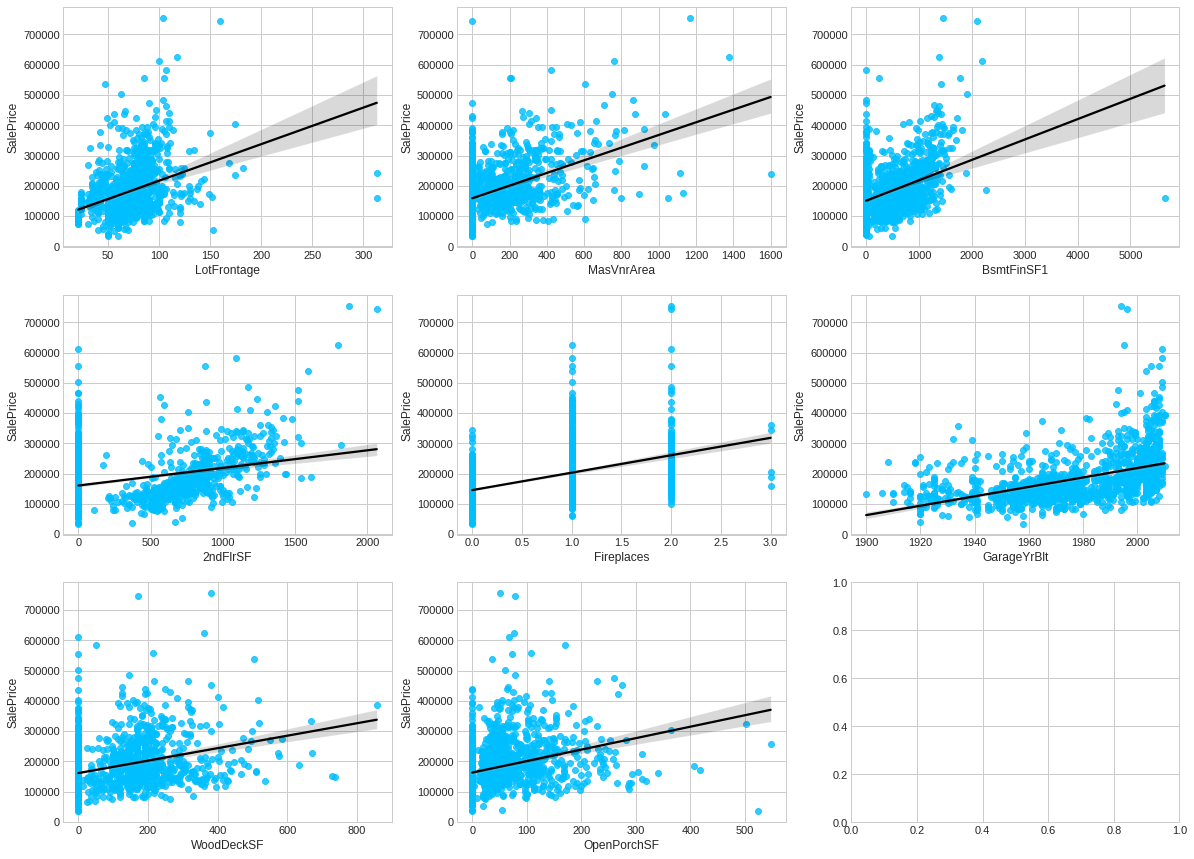 700000
600000
500000
400000
300000
200000
100000
0
SalePrice
50 100 150 200 250 300
LotFrontage
700000
600000
500000
400000
300000
200000
100000
0
SalePrice
0 200 400 600 800 1000 1200 1400 1600
MasVnrArea
700000
600000
500000
400000
300000
200000
100000
0
SalePrice
0 1000 2000 3000 4000 5000
BsmtFinSF1
700000
600000
500000
400000
300000
200000
100000
0
SalePrice
0 500 1000 1500 2000
2ndFlrSF
700000
600000
500000
400000
300000
200000
100000
0
SalePrice
0.0 0.5 1.0 1.5 2.0 2.5 3.0
Fireplaces
700000
600000
500000
400000
300000
200000
100000
0
SalePrice
1900 1920 1940 1960 1980 2000
GarageYrBlt
700000
600000
500000
400000
300000
200000
100000
0
SalePrice
0 200 400 600 800
WoodDeckSF
700000
600000
500000
400000
300000
200000
100000
0
SalePrice
0 100 200 300 400 500
OpenPorchSF
1.0
0.8
0.6
0.4
0.2
0.0
0.0 0.2 0.4 0.6 0.8 1.0